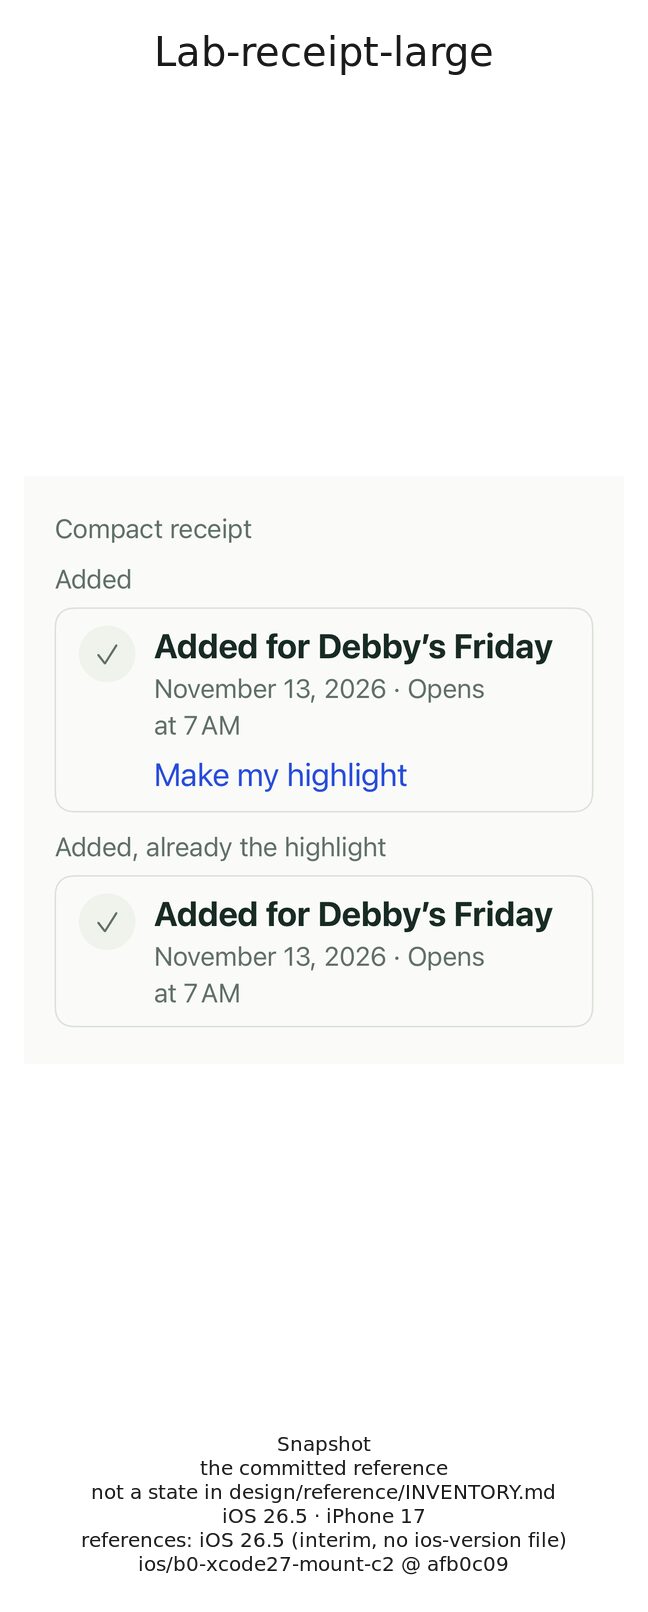 Lab-receipt-large
Compact receipt
Added
Added for Debby’s Friday
November 13, 2026 · Opens
at 7 AM
Make my highlight
Added, already the highlight
Added for Debby’s Friday
November 13, 2026 · Opens
at 7 AM
Snapshot
the committed reference
not a state in design/reference/INVENTORY.md
iOS 26.5 · iPhone 17
references: iOS 26.5 (interim, no ios-version file)
ios/b0-xcode27-mount-c2 @ afb0c09